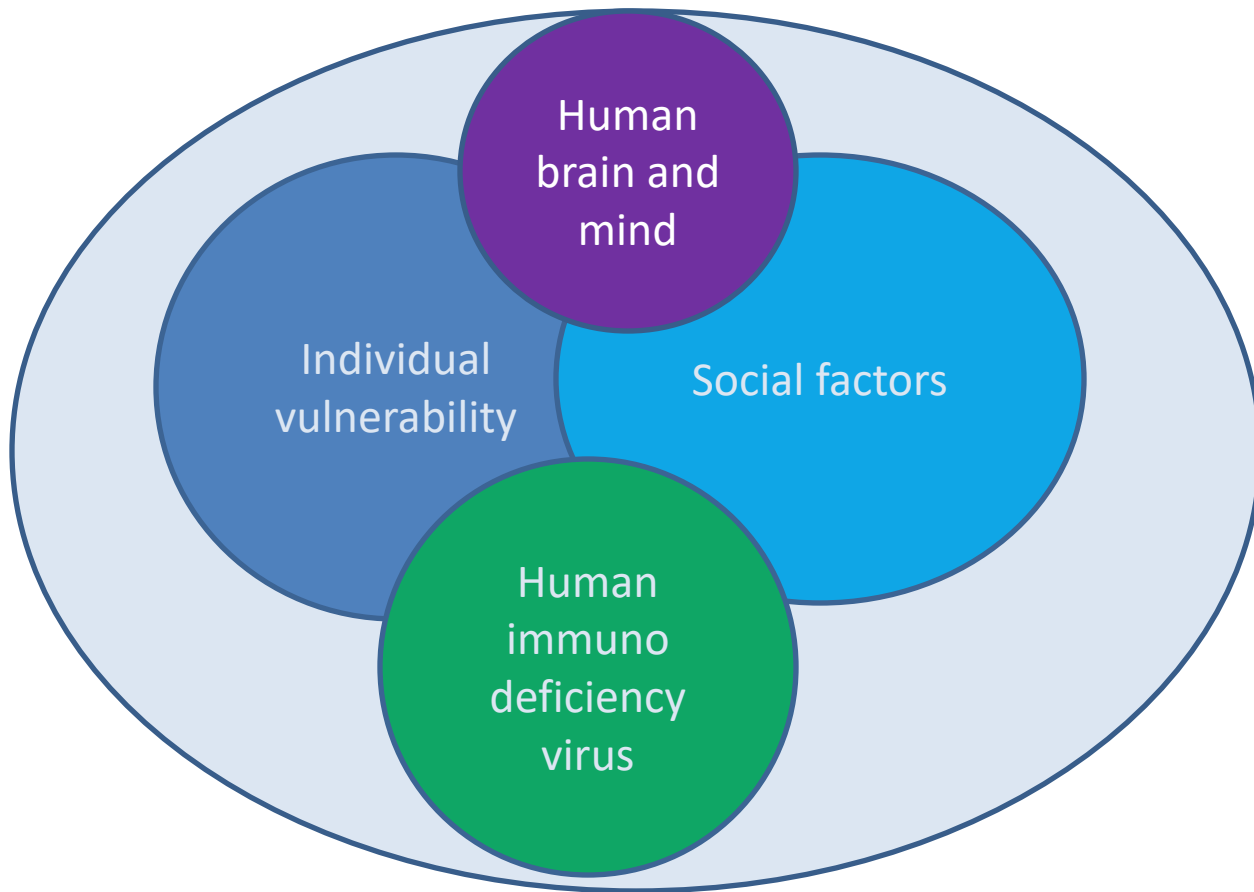 Human
brain and
mind
Individual
vulnerability
Social factors
Human
immuno
deficiency
virus